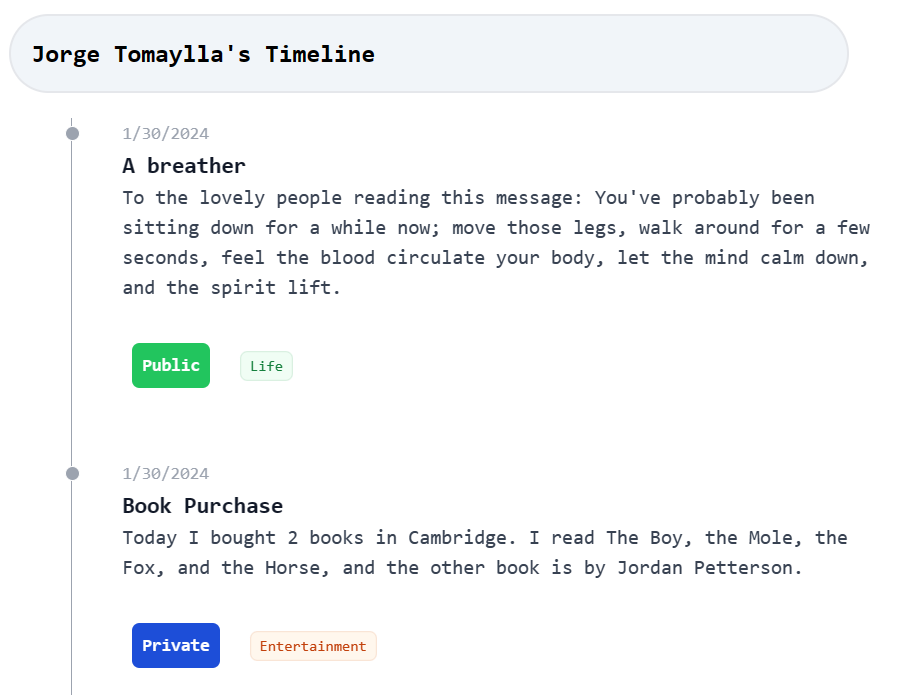 Jorge Tomaylla's Timeline
1/30/2024
A breather
To the lovely people reading this message: You've probably been
sitting down for a while now; move those legs, walk around for a few
seconds, feel the blood circulate your body, let the mind calm down,
and the spirit lift.
Public Life
1/30/2024
Book Purchase
Today I bought 2 books in Cambridge. I read The Boy, the Mole, the
Fox, and the Horse, and the other book is by Jordan Petterson.
Private Entertainment